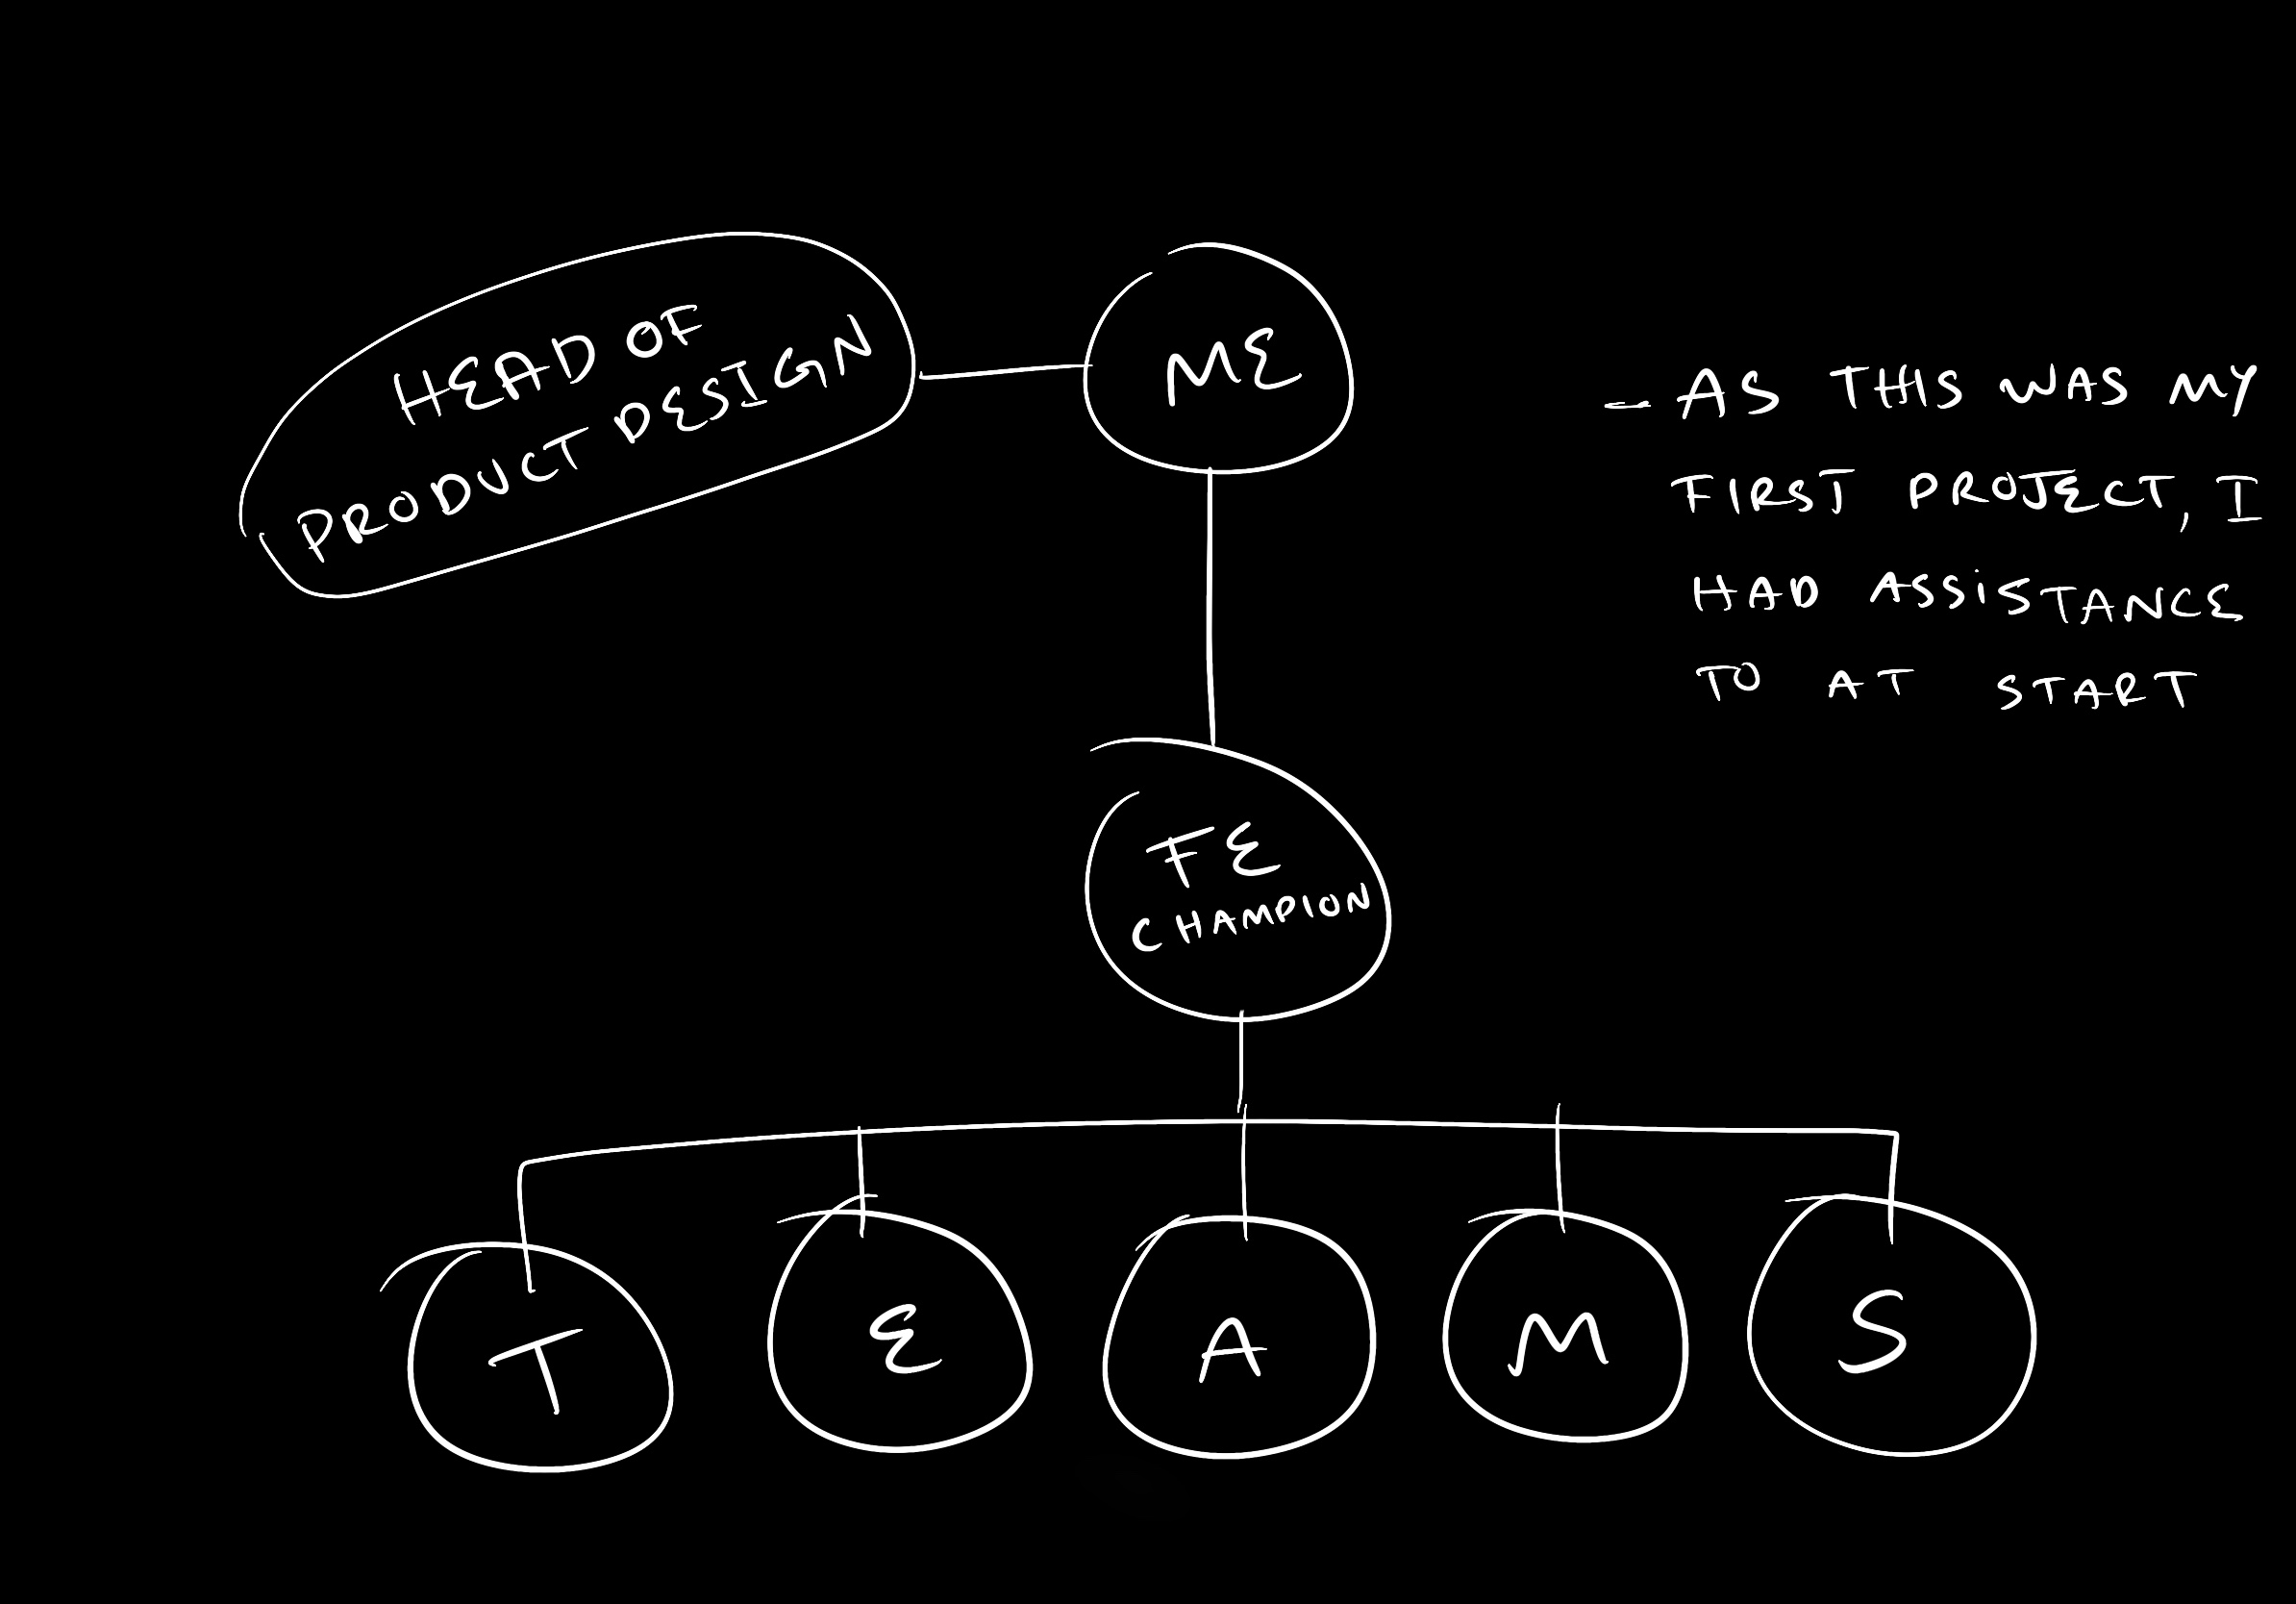 HEAD OF
PRODUCT DESIGN
ME
- AS THIS WAS MY
FIRST PROJECT, I
HAD ASSISTANCE
TO AT START
FE
CHAMPION
T E A M S